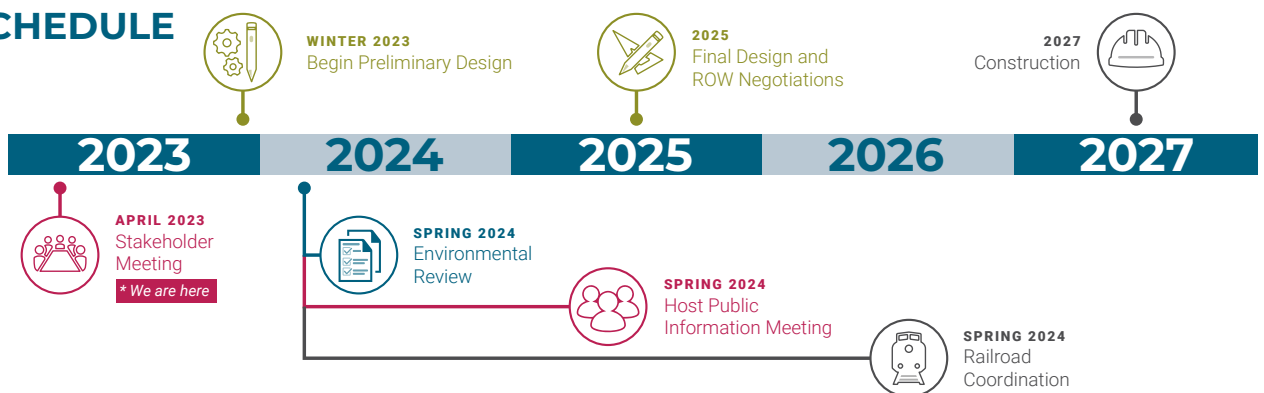 CHEDULE
WINTER 2023
Begin Preliminary Design
2025
Final Design and
ROW Negotiations
2027
Construction
2023
2024
2025
2026
2027
APRIL 2023
Stakeholder
Meeting
* We are here
SPRING 2024
Environmental
Review
SPRING 2024
Host Public
Information Meeting
SPRING 2024
Railroad
Coordination